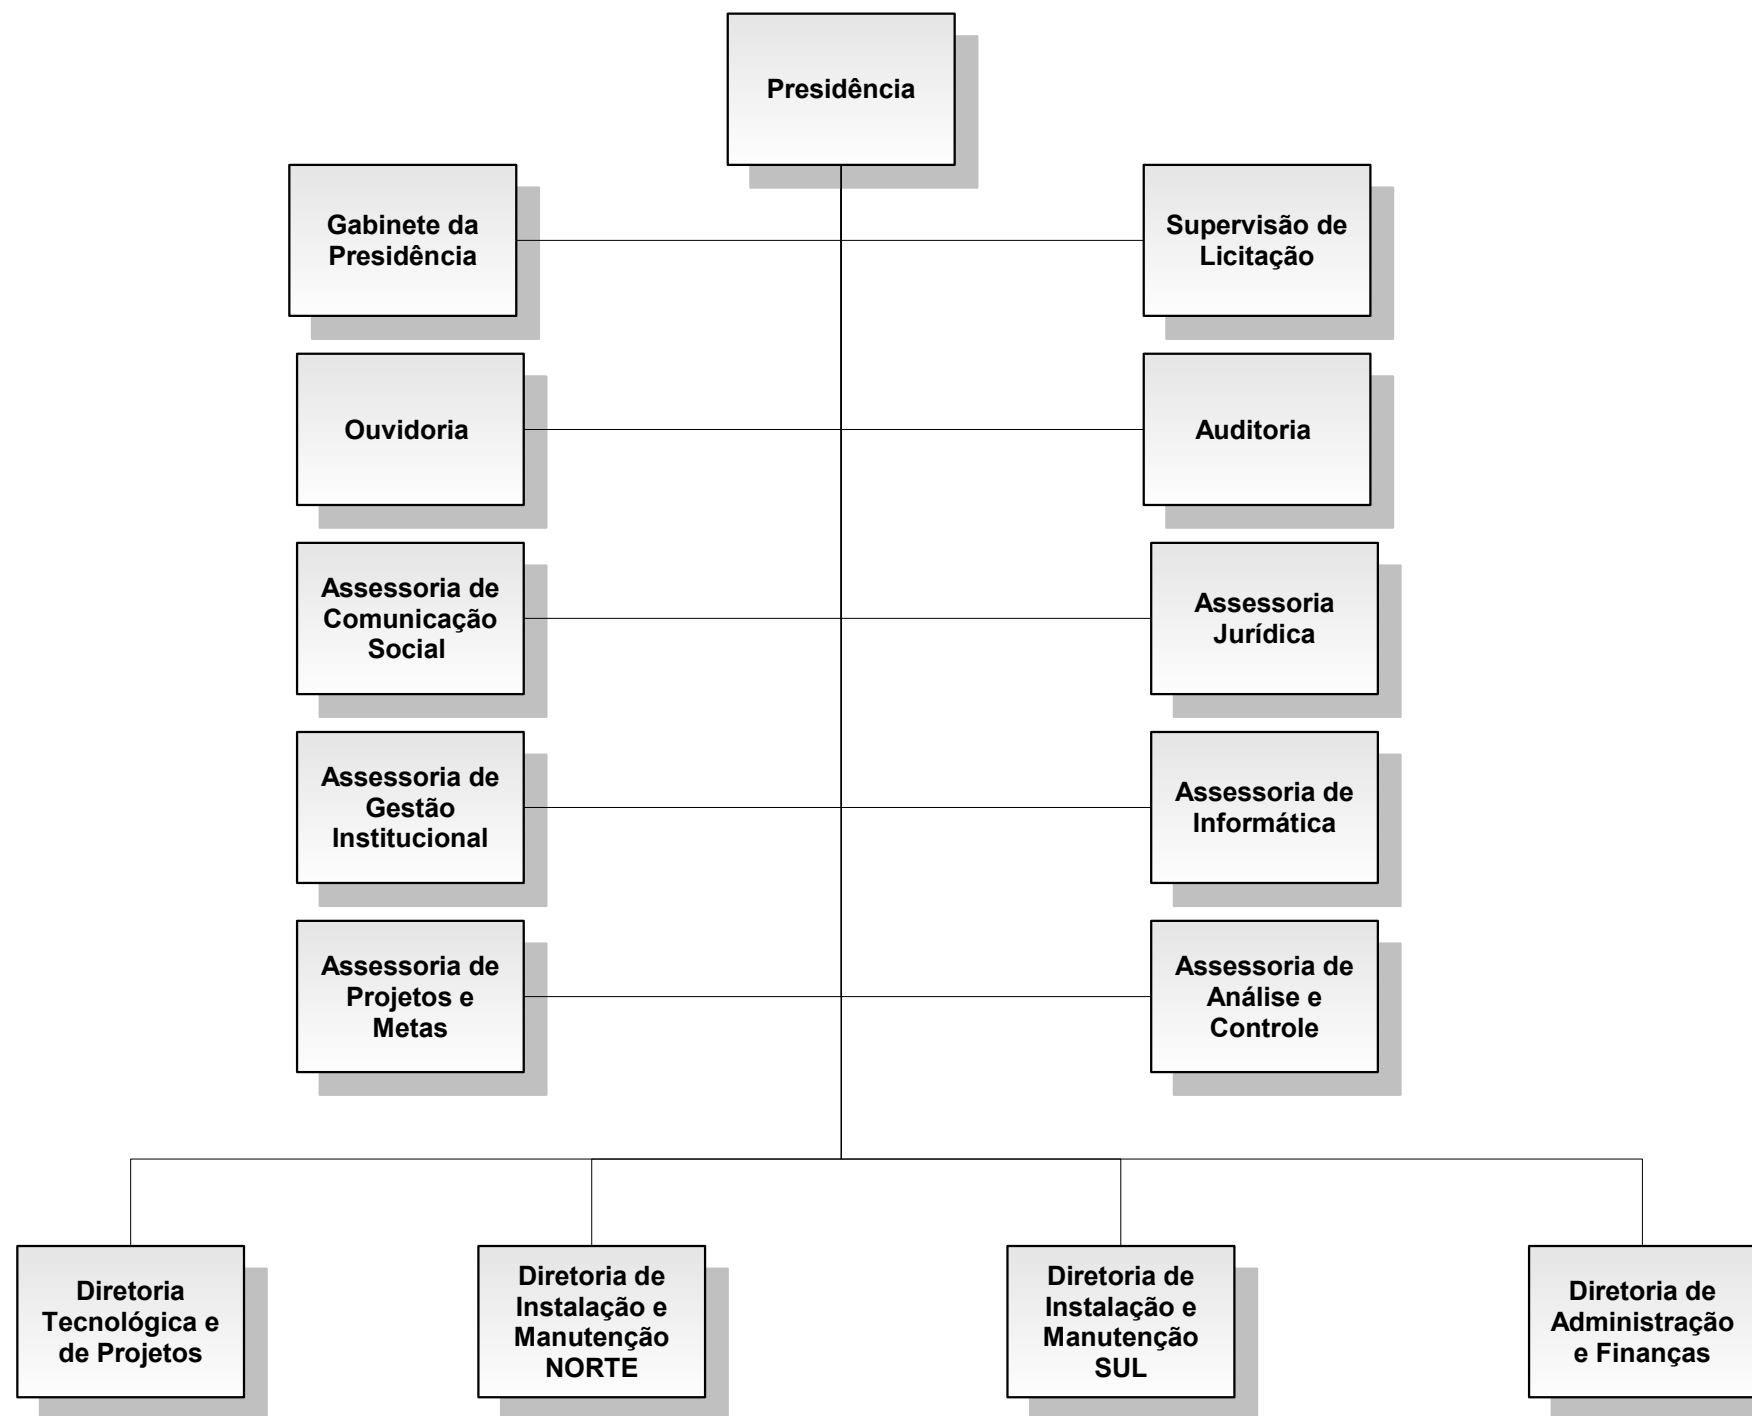 Presidência
Gabinete da
Presidência
Supervisão de
Licitação
Ouvidoria
Auditoria
Assessoria de
Comunicação
Social
Assessoria
Jurídica
Assessoria de
Gestão
Institucional
Assessoria de
Informática
Assessoria de
Projetos e
Metas
Assessoria de
Análise e
Controle
Diretoria
Tecnológica e
de Projetos
Diretoria de
Instalação e
Manutenção
NORTE
Diretoria de
Instalação e
Manutenção
SUL
Diretoria de
Administração
e Finanças